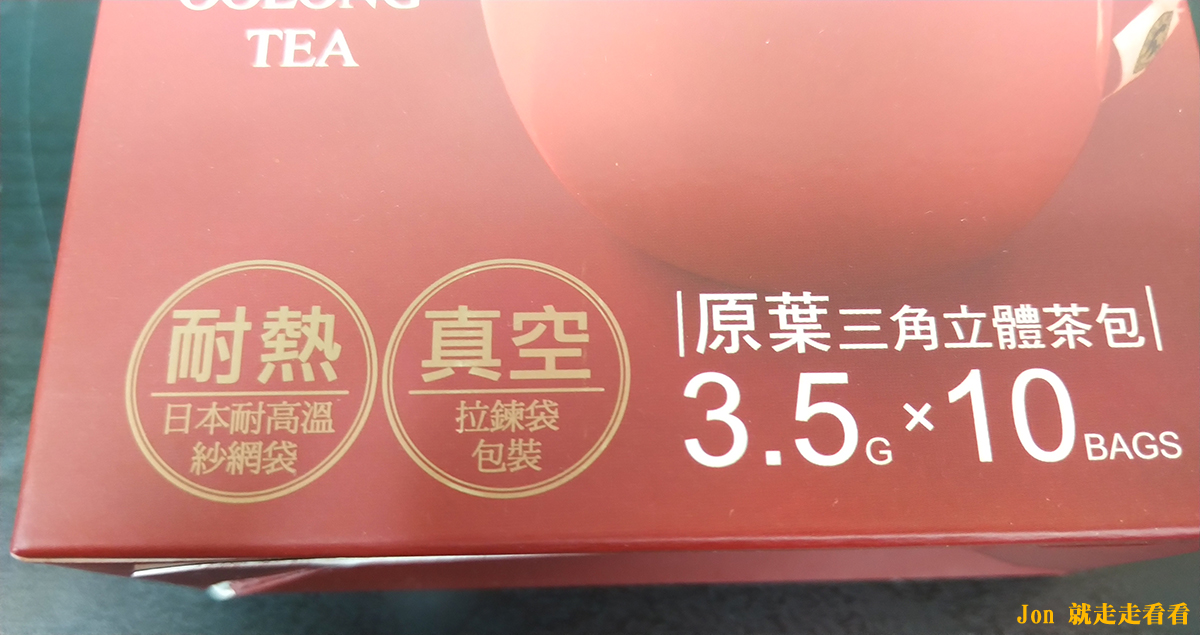 OOLONG
TEA
耐熱
日本耐高溫
紗網袋
真空
拉鍊袋
包裝
|原葉三角立體茶包|
3.5G×10BAGS
Jon 就走走看看